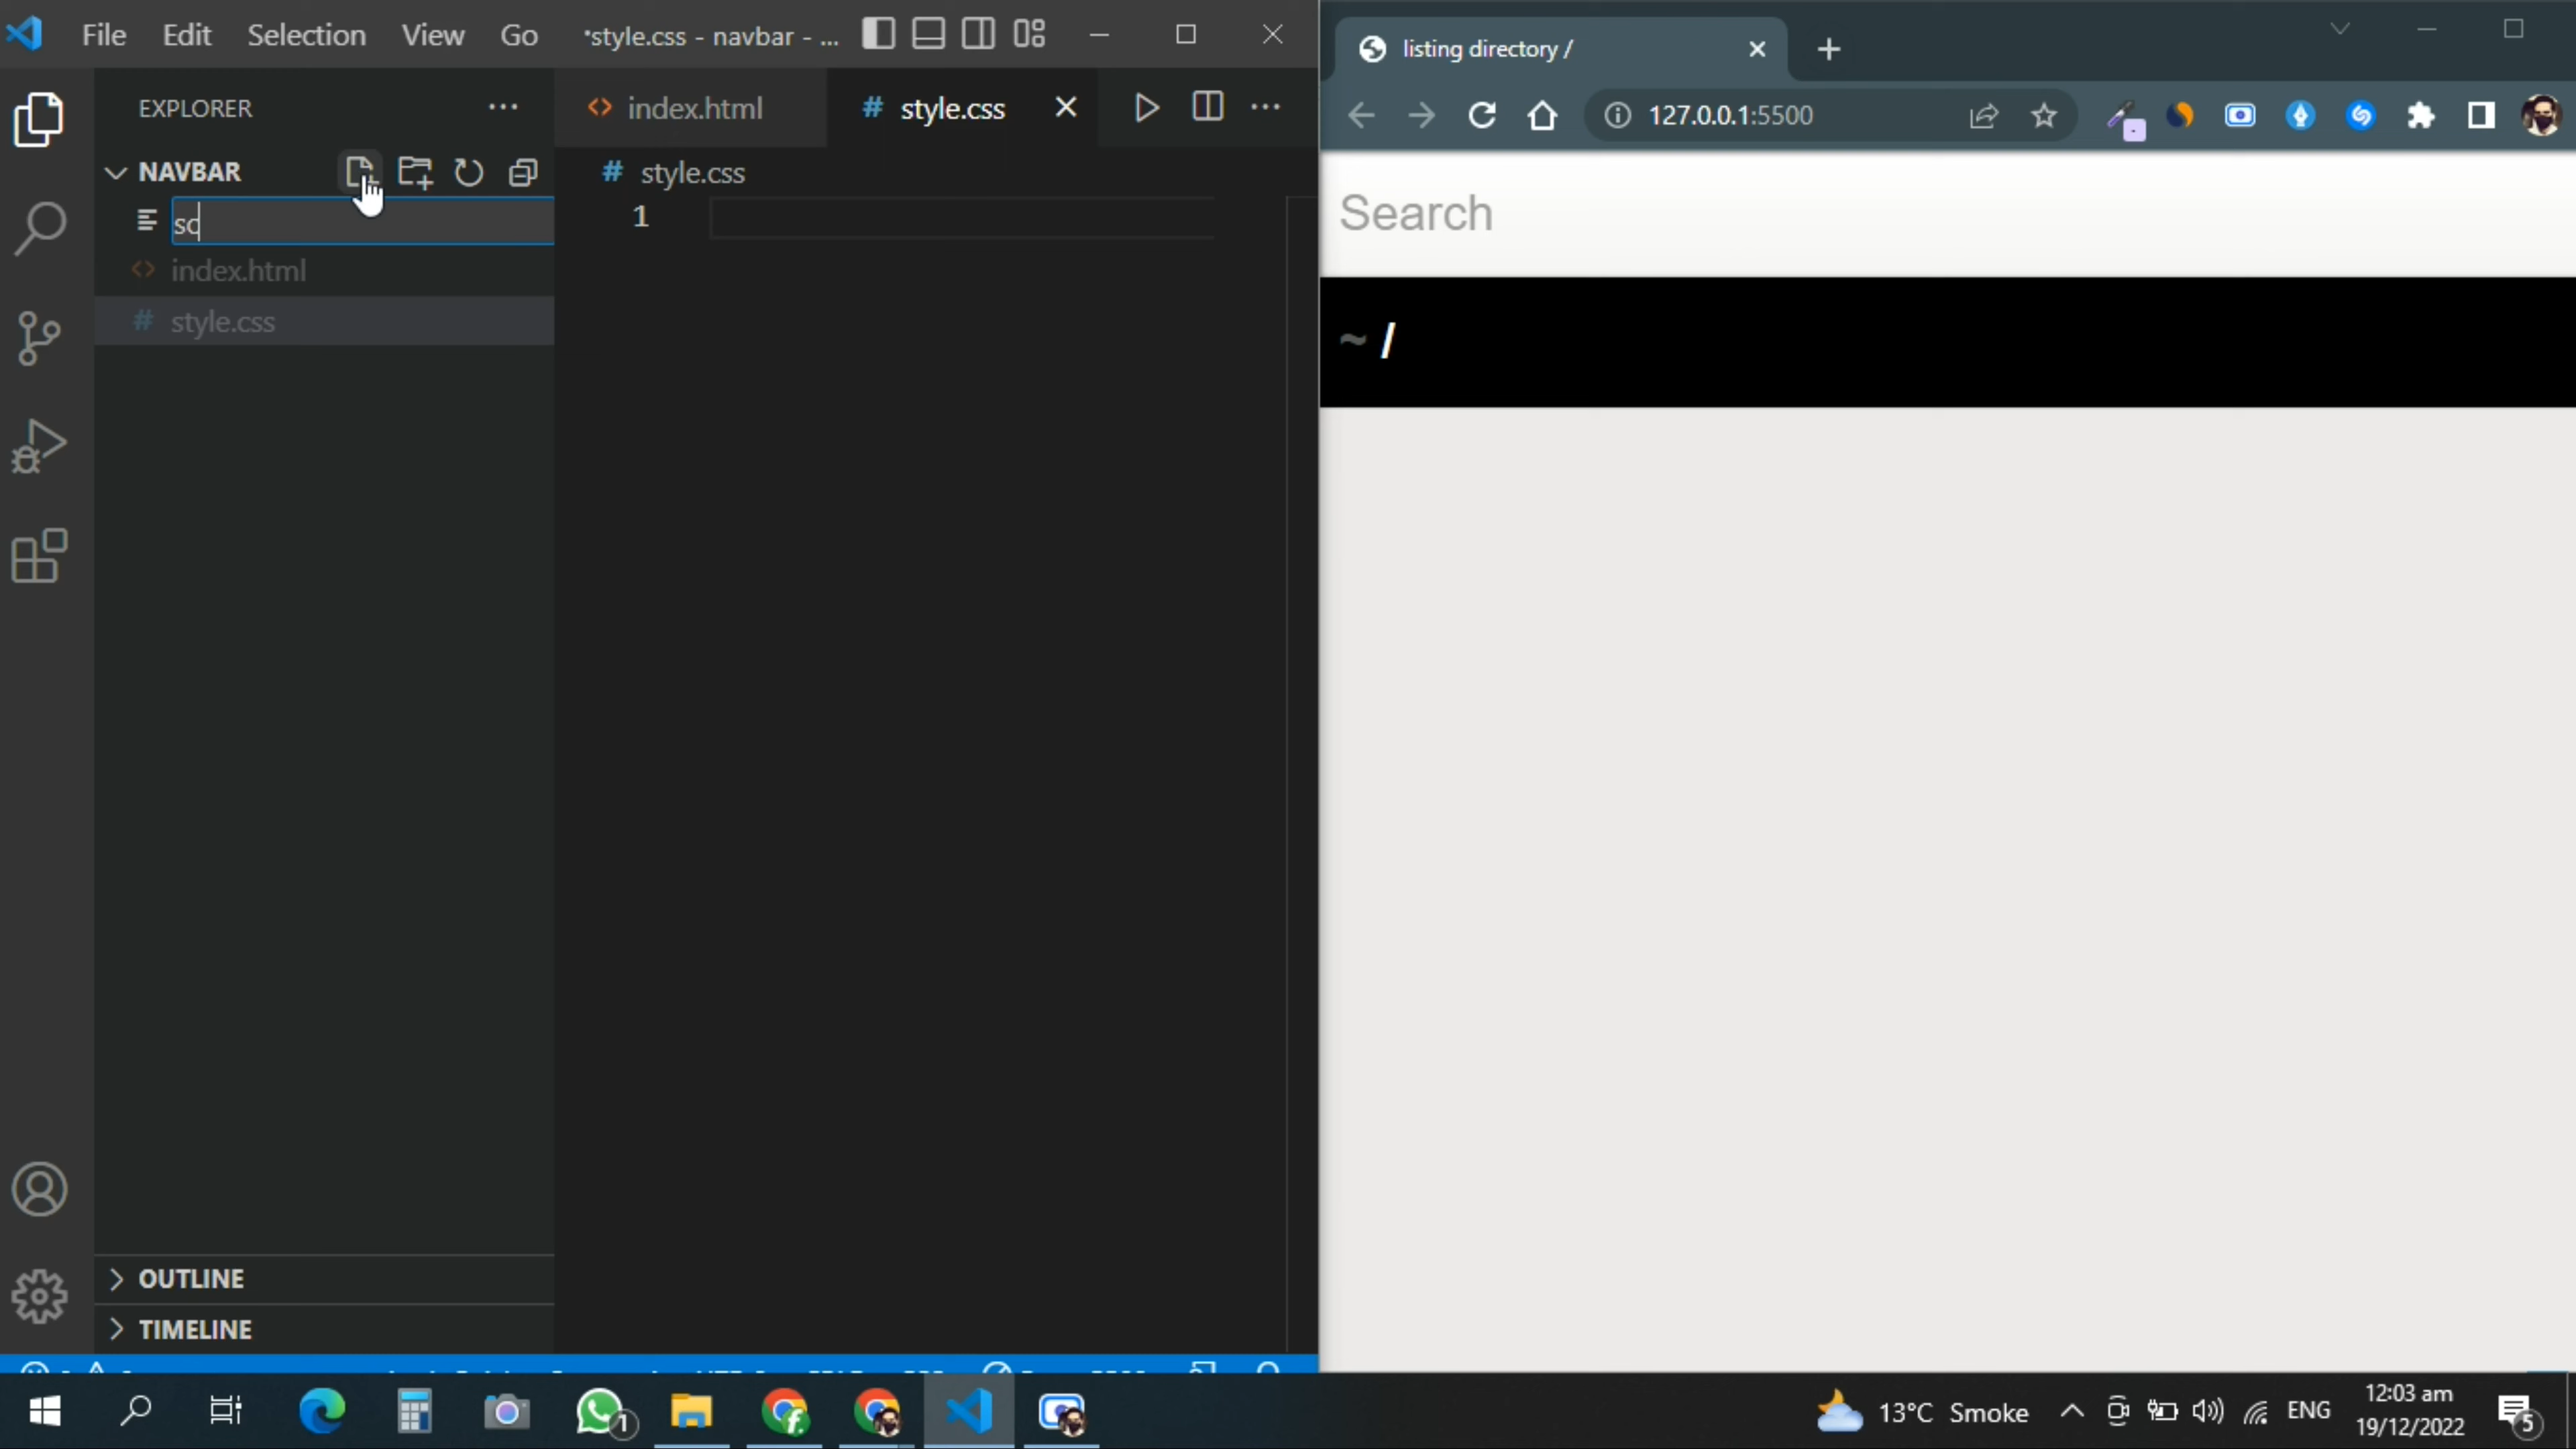 File Edit Selection View Go
•style.css - navbar - ...
EXPLORER
NAVBAR
sc
index.html
style.css
OUTLINE
TIMELINE
index.html
# style.css
# style.css
1
listing directory /
127.0.0.1:5500
Search
~ /
1
13°C Smoke
ENG
12:03 am
19/12/2022
5